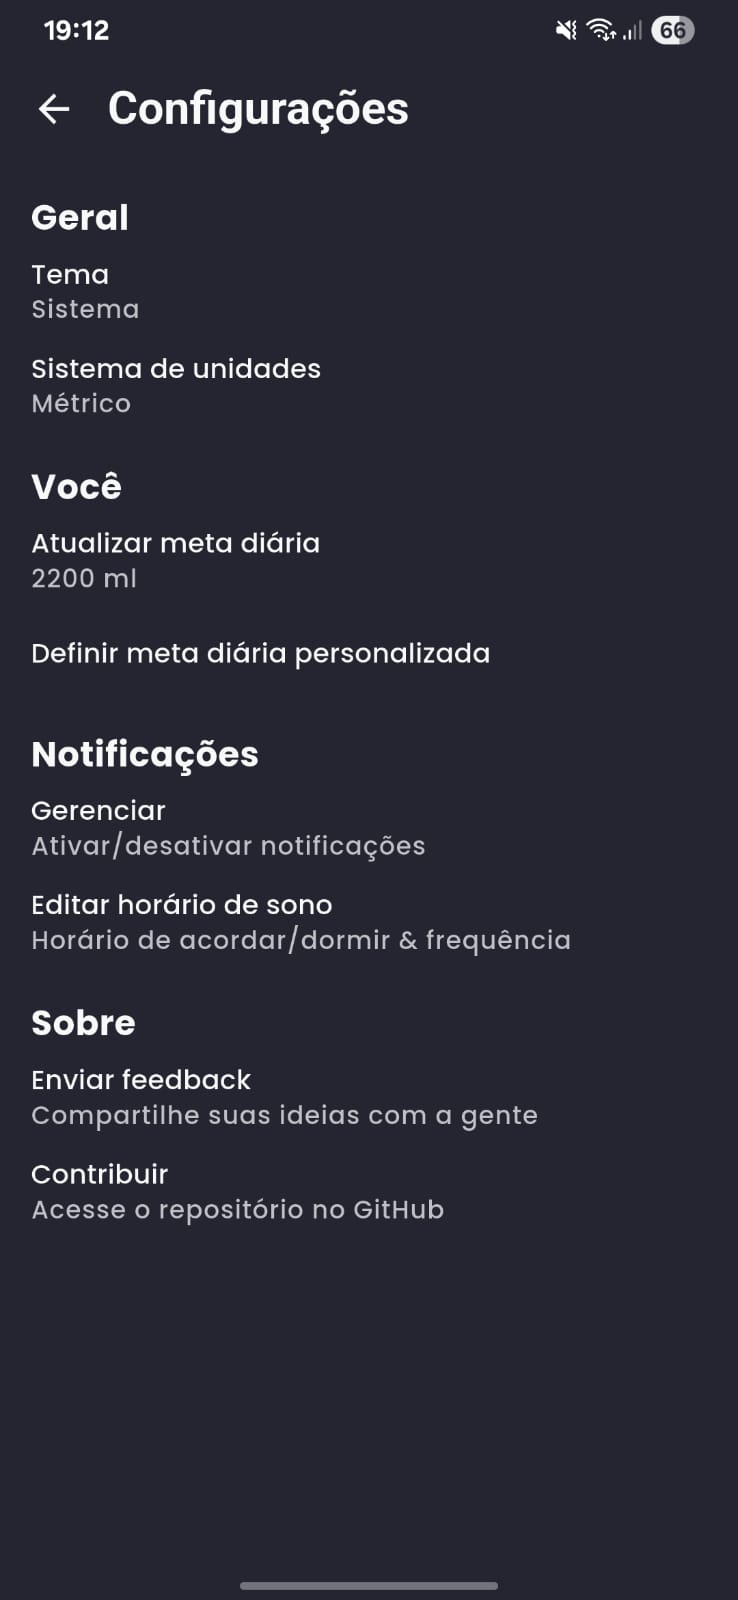 19:12
66
Configurações
Geral
Tema
Sistema
Sistema de unidades
Métrico
Você
Atualizar meta diária
2200 ml
Definir meta diária personalizada
Notificações
Gerenciar
Ativar/desativar notificações
Editar horário de sono
Horário de acordar/dormir & frequência
Sobre
Enviar feedback
Compartilhe suas ideias com a gente
Contribuir
Acesse o repositório no GitHub